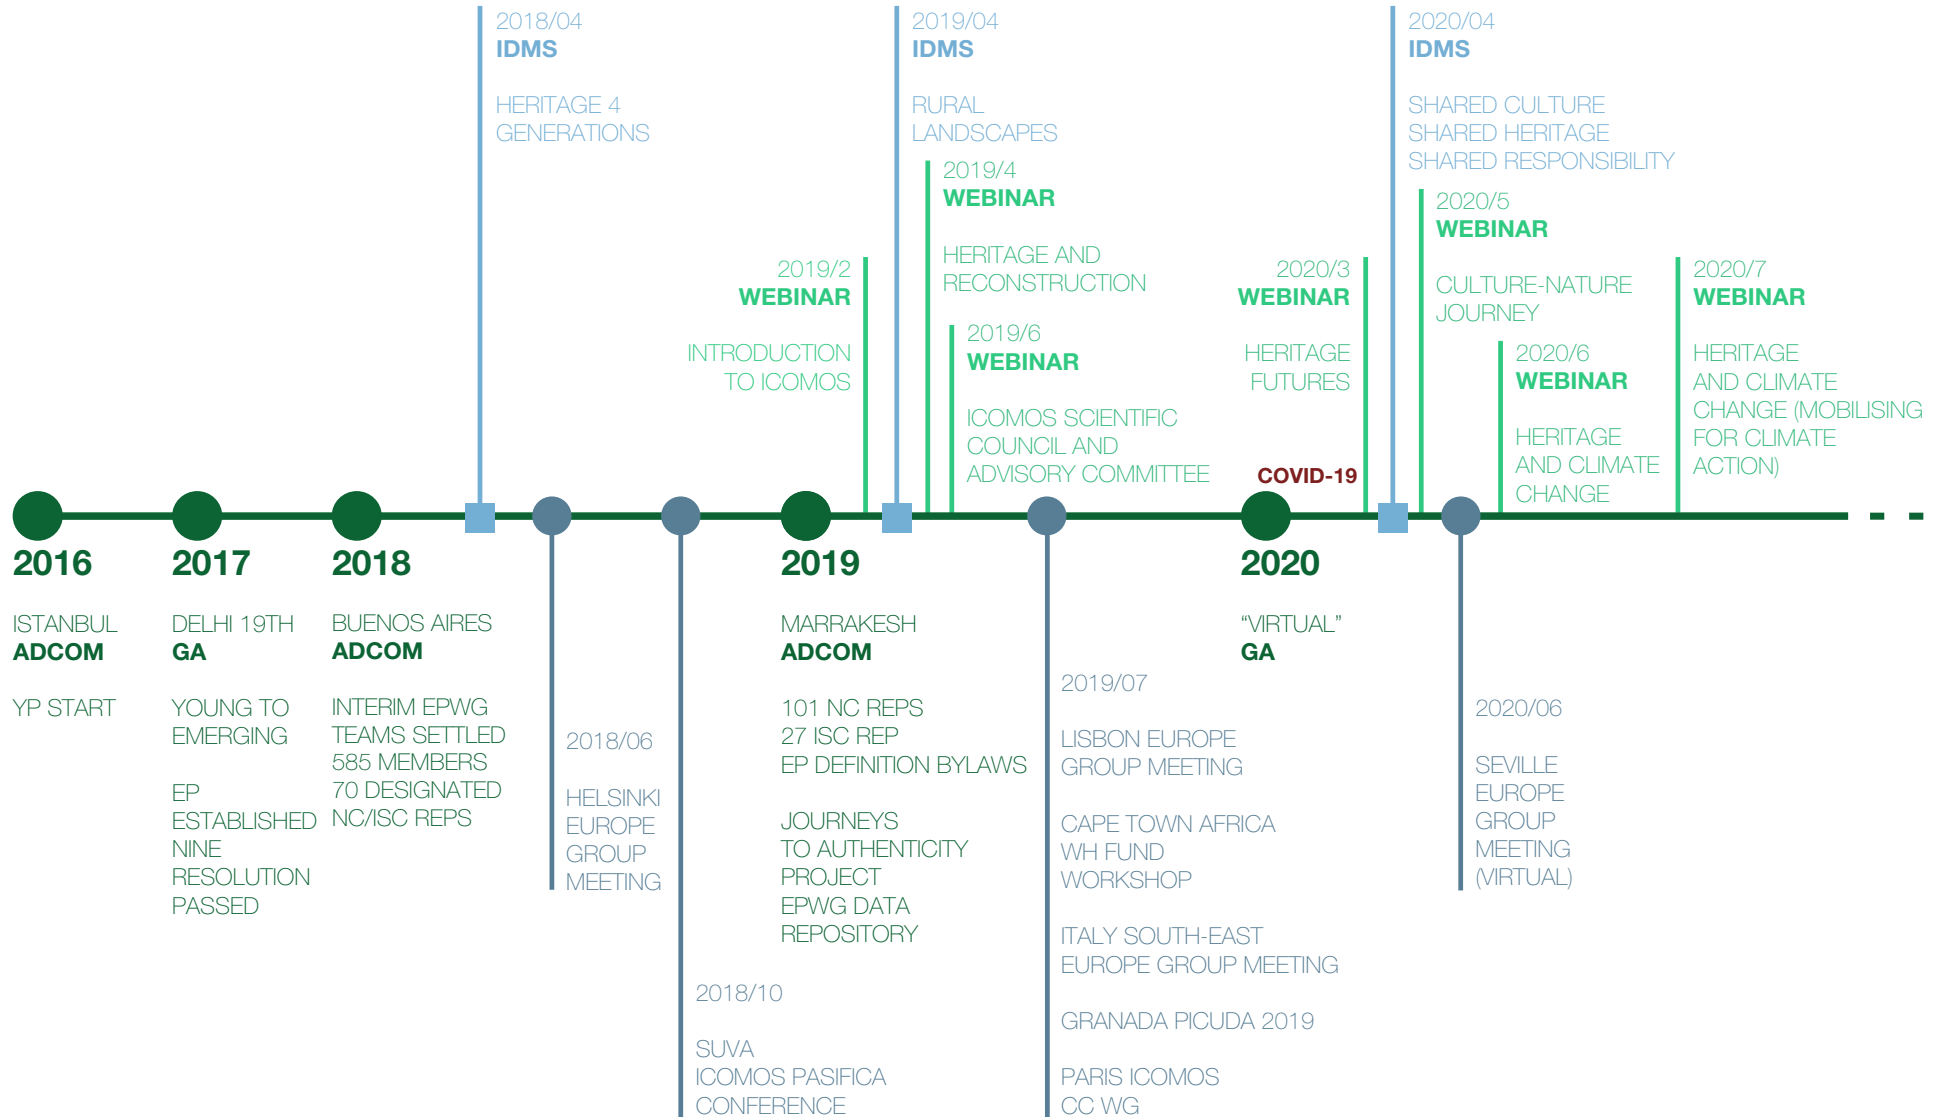 2018/04
IDMS
HERITAGE 4
GENERATIONS
2019/04
IDMS
RURAL
LANDSCAPES
2020/04
IDMS
SHARED CULTURE
SHARED HERITAGE
SHARED RESPONSIBILITY
2019/2
WEBINAR
INTRODUCTION
TO ICOMOS
2019/4
WEBINAR
HERITAGE AND
RECONSTRUCTION
2019/6
WEBINAR
ICOMOS SCIENTIFIC
COUNCIL AND
ADVISORY COMMITTEE
2020/3
WEBINAR
HERITAGE
FUTURES
COVID-19
2020/5
WEBINAR
CULTURE-NATURE
JOURNEY
2020/6
WEBINAR
HERITAGE
AND CLIMATE
CHANGE
2020/7
WEBINAR
HERITAGE
AND CLIMATE
CHANGE (MOBILISING
FOR CLIMATE
ACTION)
2016
ISTANBUL
ADCOM
YP START
2017
DELHI 19TH
GA
YOUNG TO
EMERGING
EP
ESTABLISHED
NINE
RESOLUTION
PASSED
2018
BUENOS AIRES
ADCOM
INTERIM EPWG
TEAMS SETTLED
585 MEMBERS
70 DESIGNATED
NC/ISC REPS
2018/06
HELSINKI
EUROPE
GROUP
MEETING
2018/10
SUVA
ICOMOS PASIFICA
CONFERENCE
2019
MARRAKESH
ADCOM
101 NC REPS
27 ISC REP
EP DEFINITION BYLAWS
JOURNEYS
TO AUTHENTICITY
PROJECT
EPWG DATA
REPOSITORY
2019/07
LISBON EUROPE
GROUP MEETING
CAPE TOWN AFRICA
WH FUND
WORKSHOP
ITALY SOUTH-EAST
EUROPE GROUP MEETING
GRANADA PICUDA 2019
PARIS ICOMOS
CC WG
2020
“VIRTUAL”
GA
2020/06
SEVILLE
EUROPE
GROUP
MEETING
(VIRTUAL)